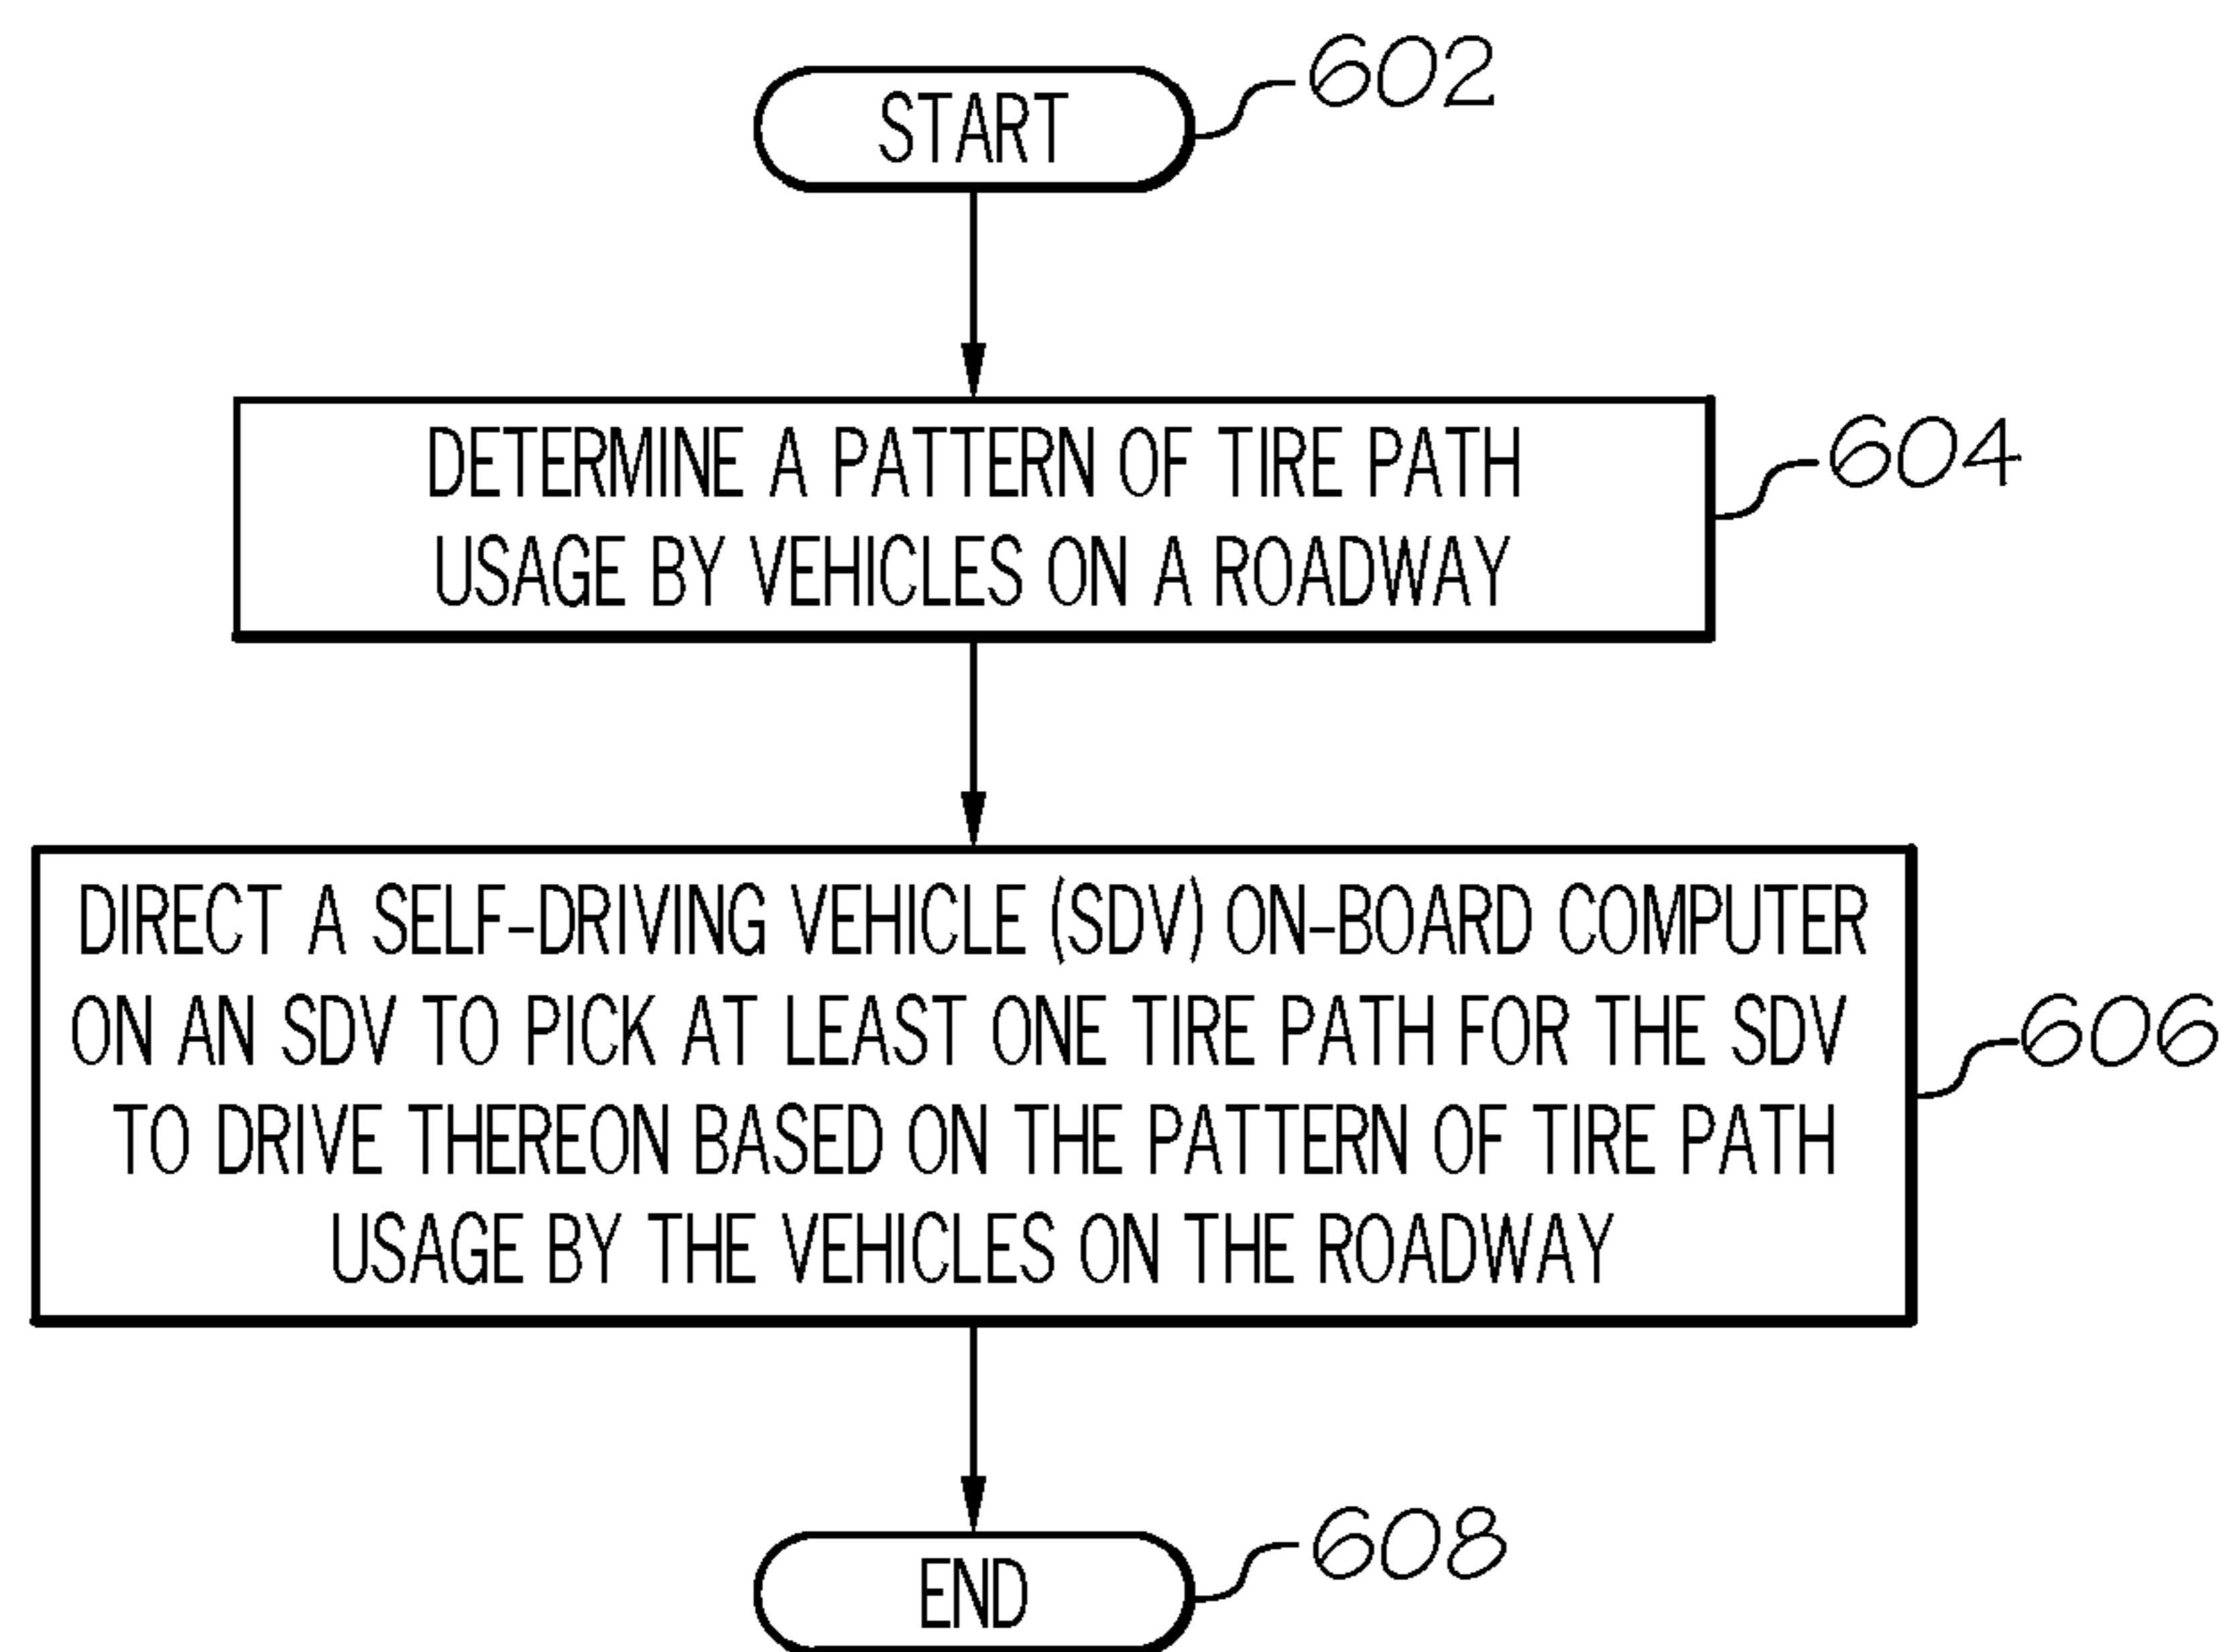 START
602
DETERMINE A PATTERN OF TIRE PATH
USAGE BY VEHICLES ON A ROADWAY
604
DIRECT A SELF-DRIVING VEHICLE (SDV) ON-BOARD COMPUTER
ON AN SDV TO PICK AT LEAST ONE TIRE PATH FOR THE SDV
TO DRIVE THEREON BASED ON THE PATTERN OF TIRE PATH
USAGE BY THE VEHICLES ON THE ROADWAY
606
END
608